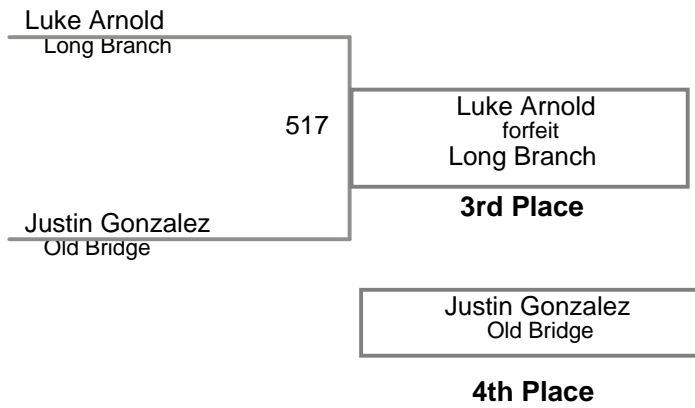 Luke Arnold
Long Branch
517
Luke Arnold
forfeit
Long Branch
3rd Place
Justin Gonzalez
Old Bridge
Justin Gonzalez
Old Bridge
4th Place